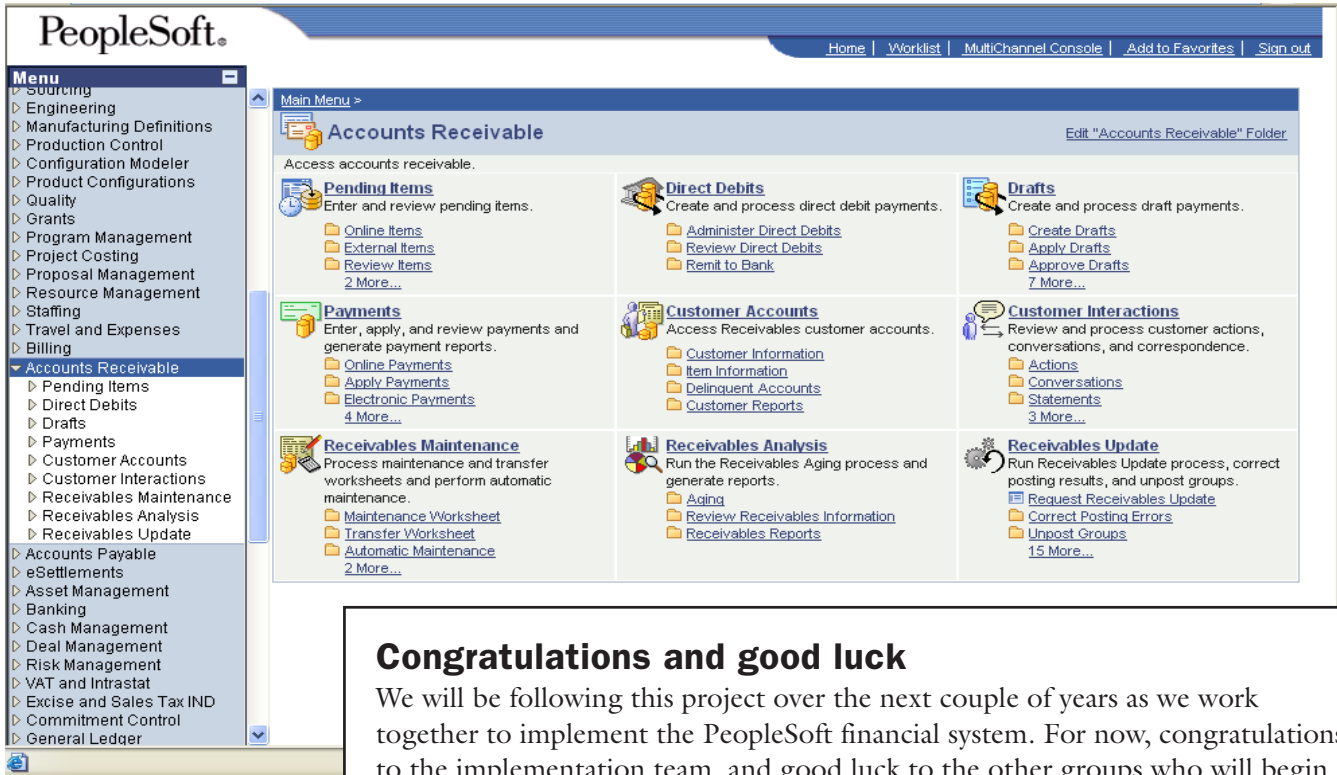 PeopleSoft®
Home | Worklist | MultiChannel Console | Add to Favorites | Sign out
Menu
Sourcing
Engineering
Manufacturing Definitions
Production Control
Configuration Modeler
Product Configurations
Quality
Grants
Program Management
Project Costing
Proposal Management
Resource Management
Staffing
Travel and Expenses
Billing
Accounts Receivable
Pending Items
Direct Debits
Drafts
Payments
Customer Accounts
Customer Interactions
Receivables Maintenance
Receivables Analysis
Receivables Update
Accounts Payable
eSettlements
Asset Management
Banking
Cash Management
Deal Management
Risk Management
VAT and Intrastat
Excise and Sales Tax IND
Commitment Control
General Ledger
Main Menu >
Accounts Receivable
Edit "Accounts Receivable" Folder
Access accounts receivable.
Pending Items
Enter and review pending items.
Online Items
External Items
Review Items
2 More...
Direct Debits
Create and process direct debit payments.
Administer Direct Debits
Review Direct Debits
Remit to Bank
Drafts
Create and process draft payments.
Create Drafts
Apply Drafts
Approve Drafts
7 More...
Payments
Enter, apply, and review payments and
generate payment reports.
Online Payments
Apply Payments
Electronic Payments
4 More...
Customer Accounts
Access Receivables customer accounts.
Customer Information
Item Information
Delinquent Accounts
Customer Reports
Customer Interactions
Review and process customer actions,
conversations, and correspondence.
Actions
Conversations
Statements
3 More...
Receivables Maintenance
Process maintenance and transfer
worksheets and perform automatic
maintenance.
Maintenance Worksheet
Transfer Worksheet
Automatic Maintenance
2 More...
Receivables Analysis
Run the Receivables Aging process and
generate reports.
Aging
Review Receivables Information
Receivables Reports
Receivables Update
Run Receivables Update process, correct
posting results, and unpost groups.
Request Receivables Update
Correct Posting Errors
Unpost Groups
15 More...
Congratulations and good luck
We will be following this project over the next couple of years as we work
together to implement the PeopleSoft financial system. For now, congratulations
to the implementation team, and good luck to the other groups who will begin